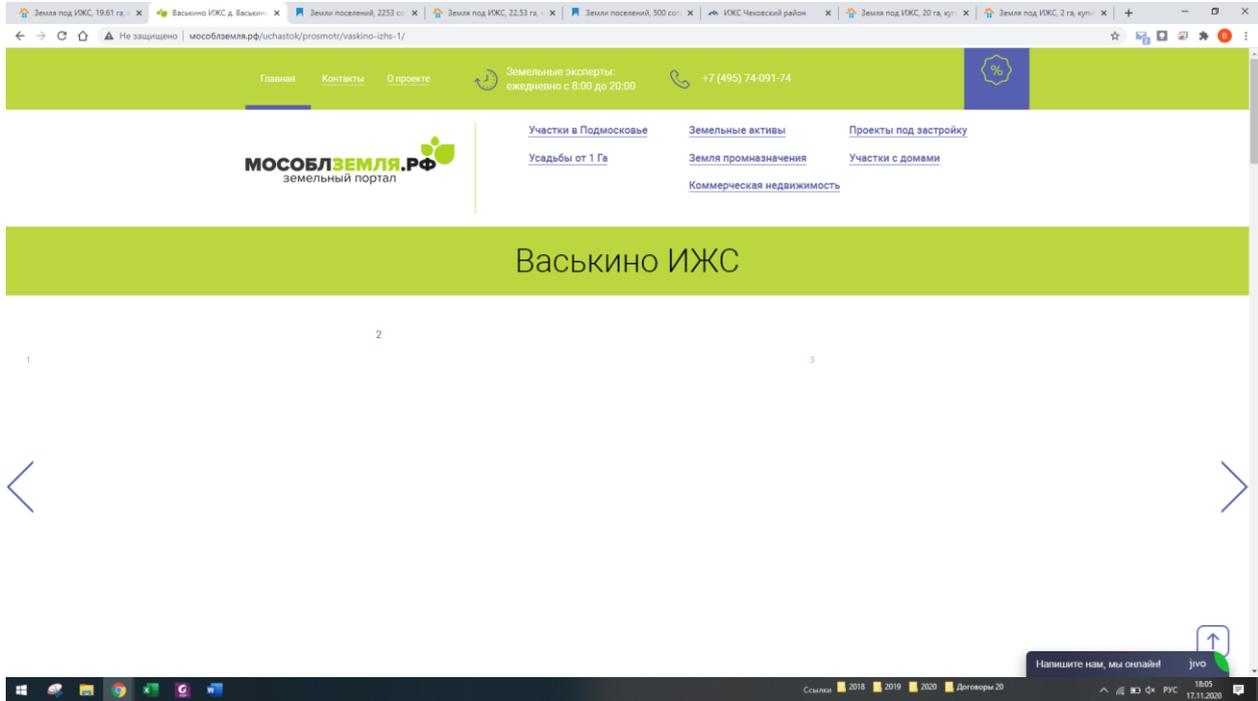 Земля под ИЖС, 19.61 га,
Васькино ИЖС д. Васькин
Земли поселений, 2253 со
Земля под ИЖС, 22.53 га,
Земли поселений, 500 сот
ИЖС Чеховский район
Земля под ИЖС, 20 га, куп
Земля под ИЖС, 2 га, купи
Не защищено | мособлземля.рф/uchastok/prosmotr/vaskino-izhs-1/
В
Главная
Контакты
О проекте
Земельные эксперты:
ежедневно с 8:00 до 20:00
+7 (495) 74-091-74
%
МОСОБЛЗЕМЛЯ.РФ
земельный портал
Участки в Подмосковье
Земельные активы
Проекты под застройку
Усадьбы от 1 Га
Земля промназначения
Участки с домами
Коммерческая недвижимость
Васькино ИЖС
2
1
3
Напишите нам, мы онлайн! jivo
Ссылки 2018 2019 2020 Договоры 20
РУС
18:05
17.11.2020